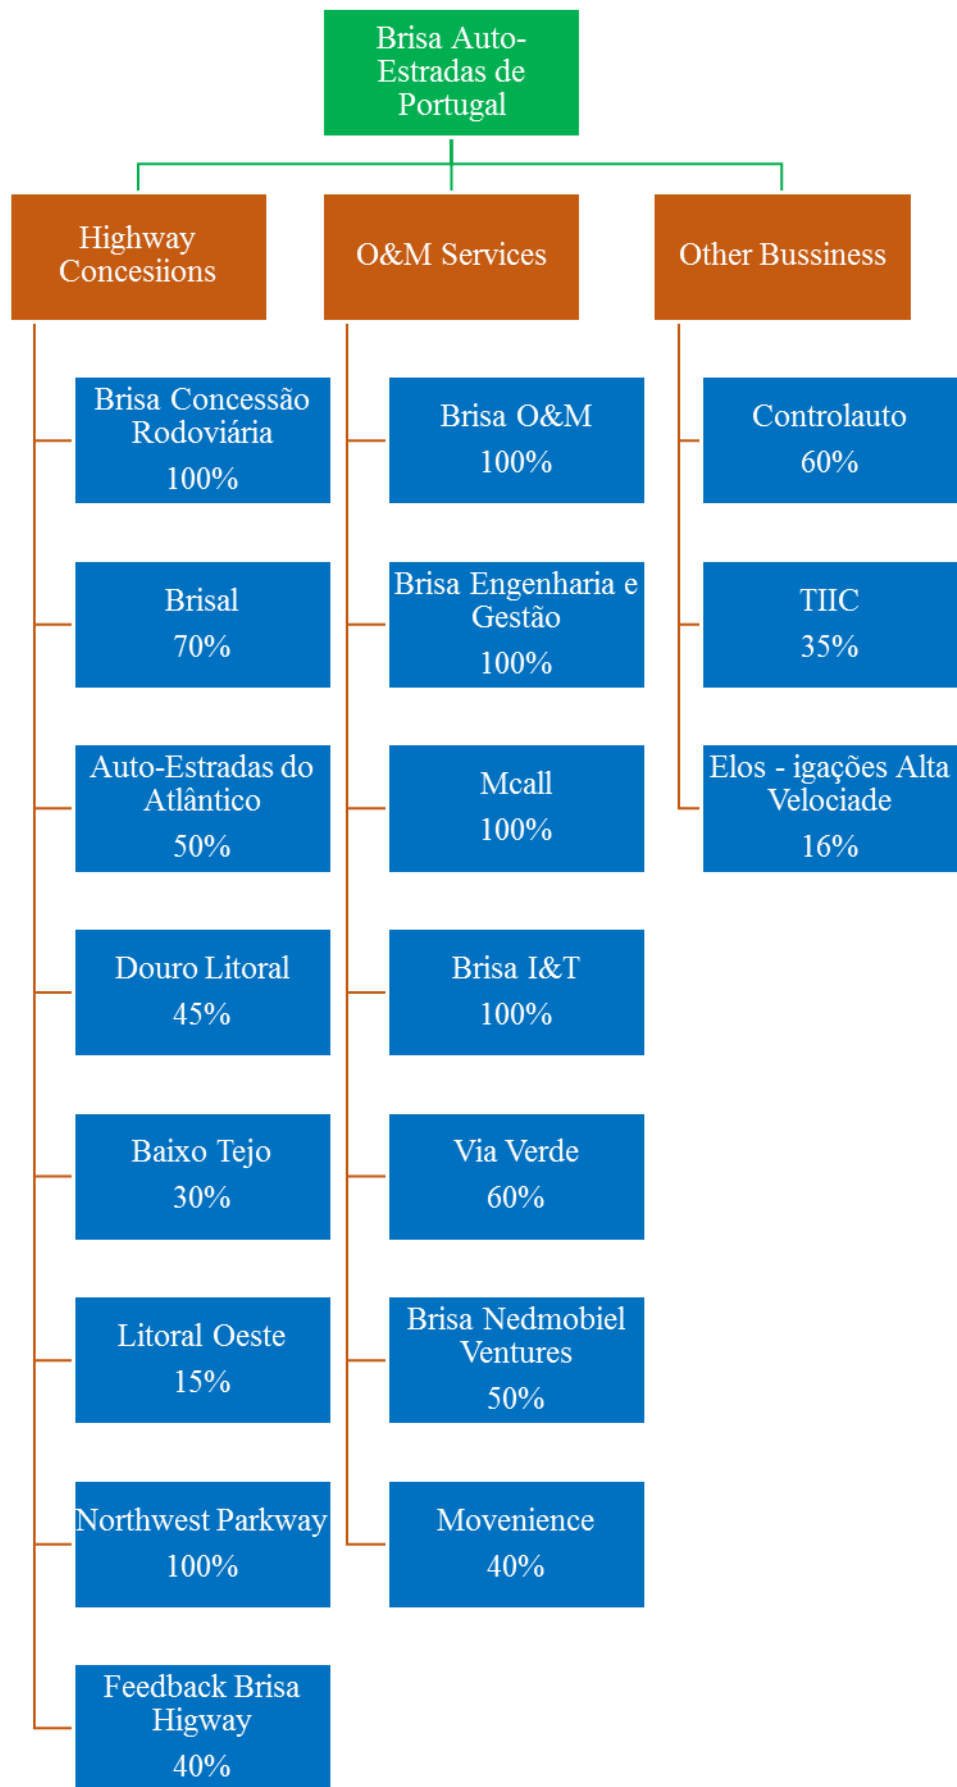 Brisa Auto-
Estradas de
Portugal
Highway
Concesiions
O&M Services
Other Bussiness
Brisa Concessão
Rodoviária
100%
Brisal
70%
Auto-Estradas do
Atlântico
50%
Douro Litoral
45%
Baixo Tejo
30%
Litoral Oeste
15%
Northwest Parkway
100%
Feedback Brisa
Higway
40%
Brisa O&M
100%
Brisa Engenharia e
Gestão
100%
Mcall
100%
Brisa I&T
100%
Via Verde
60%
Brisa Nedmobiel
Ventures
50%
Movenience
40%
Controlauto
60%
TIIC
35%
Elos - igações Alta
Velociade
16%